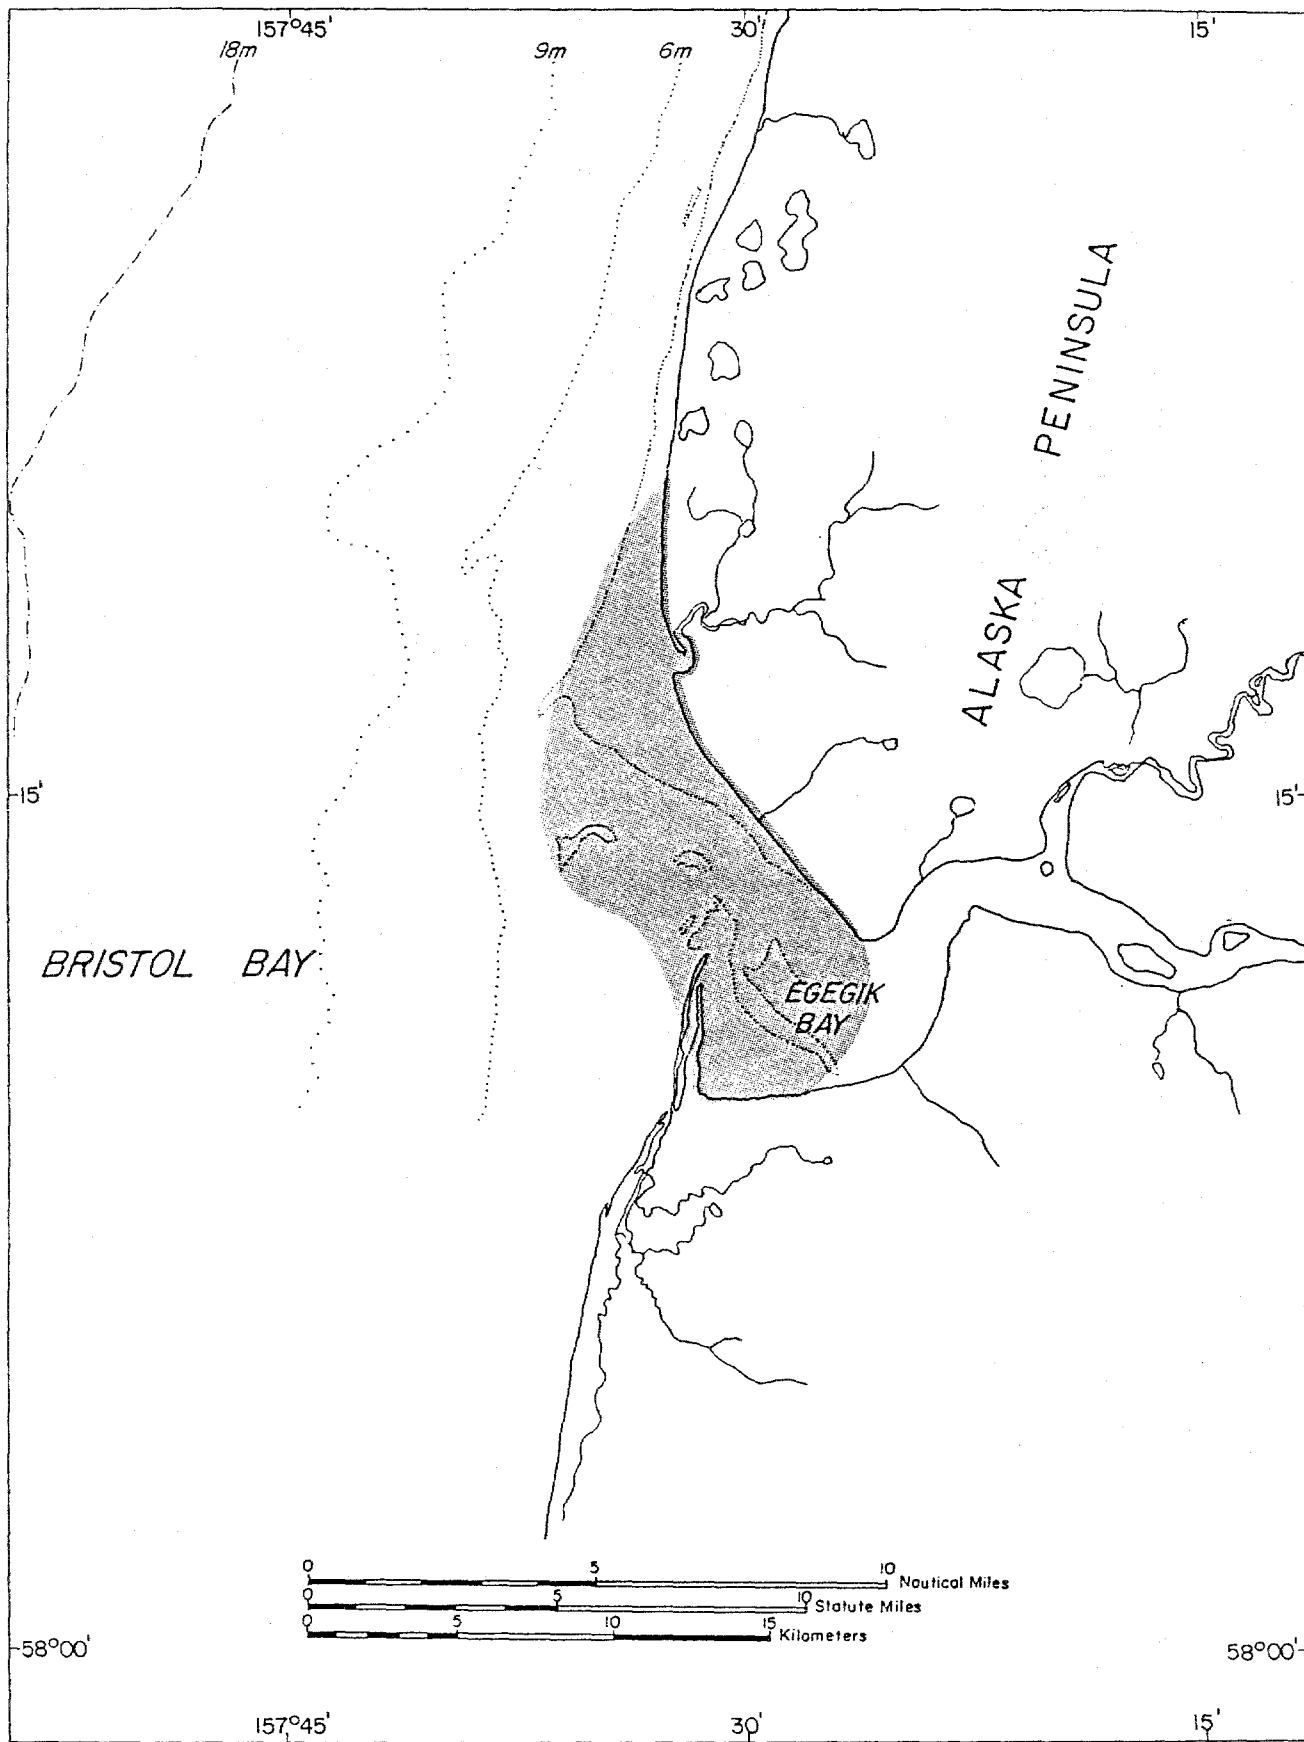 157°45' 30' 15'
18m 9m 6m
PENINSULA
ALASKA
15' 15'
BRISTOL BAY
EGEGIK
BAY
0 5 10 Nautical Miles
0 5 10 Statute Miles
0 5 10 15 Kilometers
58°00' 58°00'
157°45' 30' 15'